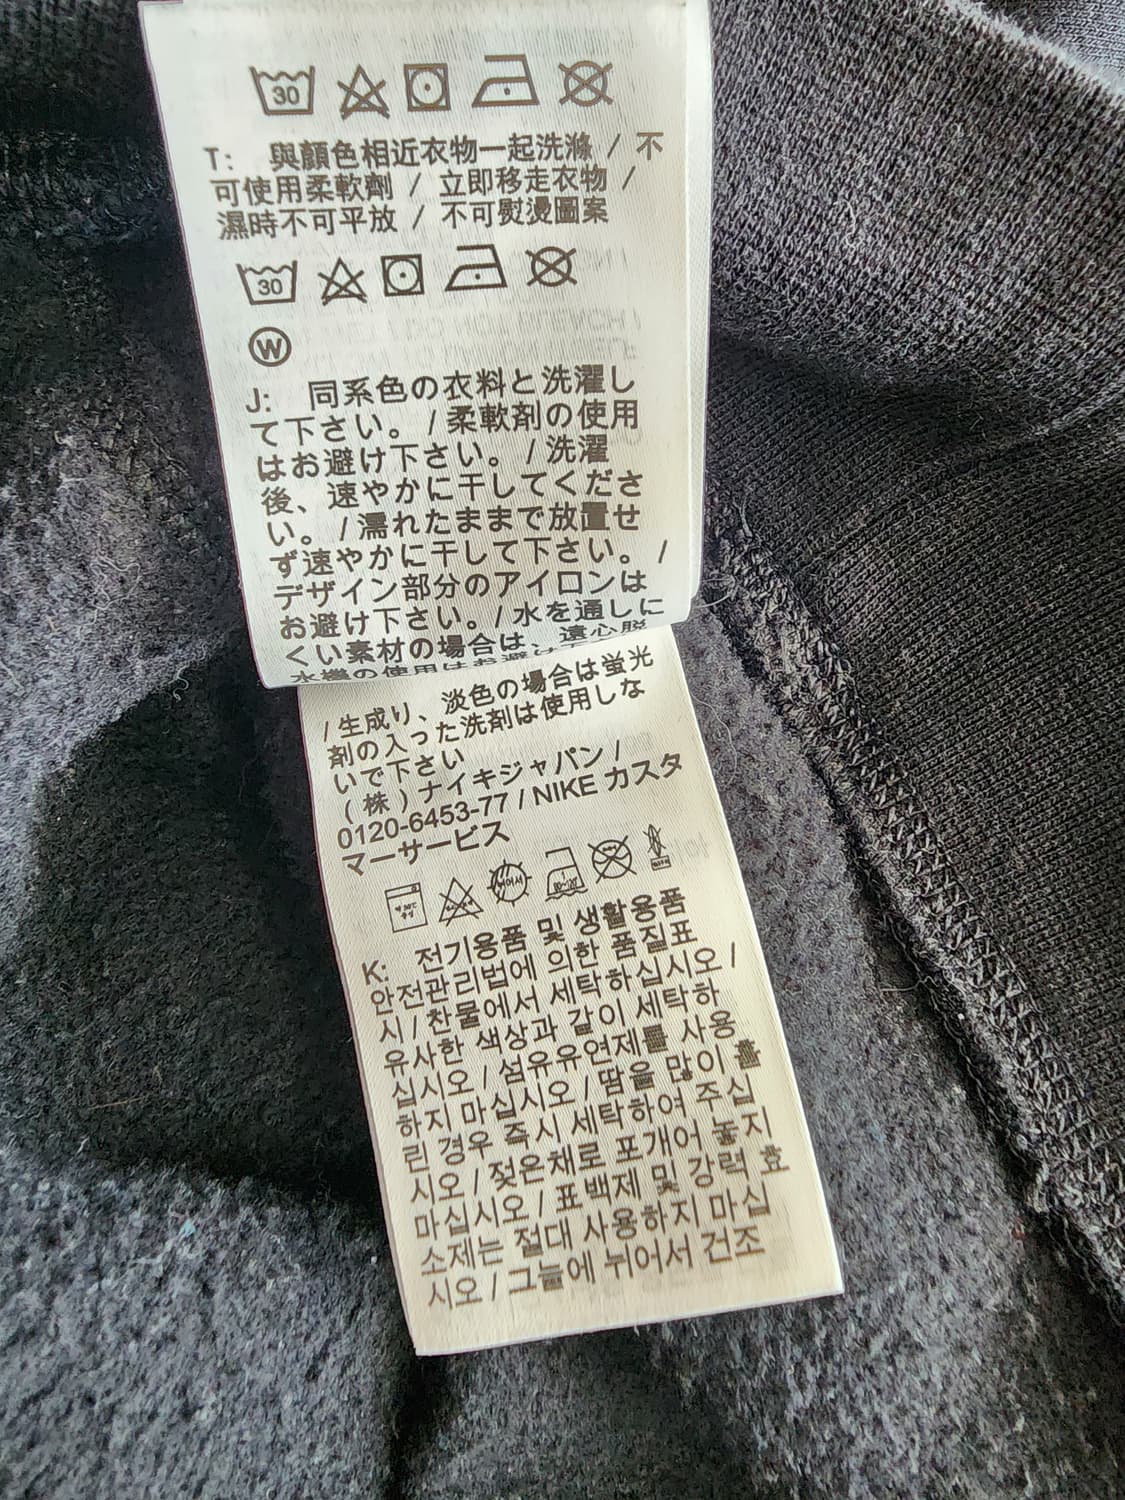 30
T: 與顏色相近衣物一起洗滌 / 不
可使用柔軟劑 / 立即移走衣物 /
濕時不可平放 / 不可熨燙圖案
30
W
J: 同系色の衣料と洗濯し
て下さい。 / 柔軟剤の使用
はお避け下さい。 / 洗濯
後、速やかに干してくださ
い。 / 濡れたままで放置せ
ず速やかに干して下さい。 /
デザイン部分のアイロンは
お避け下さい。 / 水を通しに
くい素材の場合は、遠心脱
水機の使用はお避け下
/ 生成り、淡色の場合は蛍光
剤の入った洗剤は使用しな
いで下さい
(株)ナイキジャパン /
0120-6453-77 / NIKE カスタ
マーサービス
K: 전기용품 및 생활용품
안전관리법에 의한 품질표
시 / 찬물에서 세탁하십시오 /
유사한 색상과 같이 세탁하
십시오 / 섬유유연제를 사용
하지 마십시오 / 땀을 많이 흘
린 경우 즉시 세탁하여 주십
시오 / 젖은채로 포개어 놓지
마십시오 / 표백제 및 강력 효
소제는 절대 사용하지 마십
시오 / 그늘에 뉘어서 건조